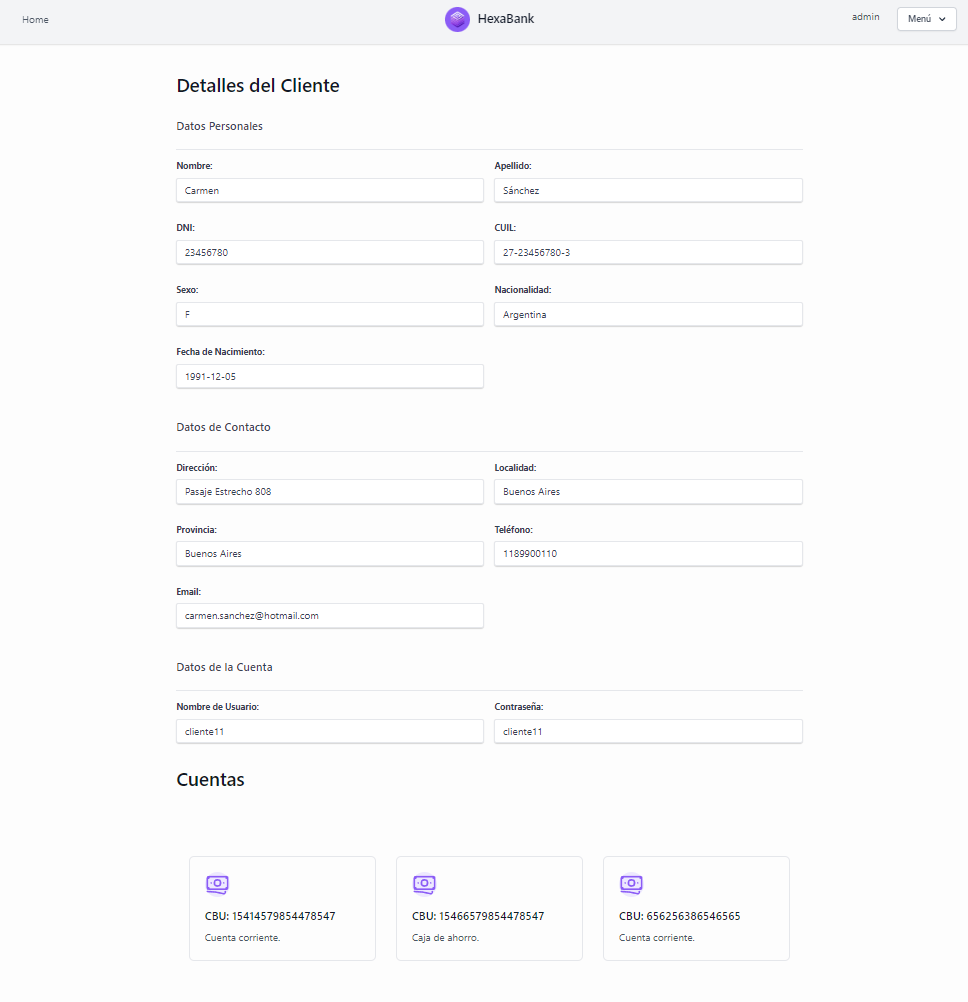 Home
HexaBank
admin
Menú
Detalles del Cliente
Datos Personales
Nombre: Apellido:
Carmen Sánchez
DNI: CUIL:
23456780 27-23456780-3
Sexo: Nacionalidad:
F Argentina
Fecha de Nacimiento:
1991-12-05
Datos de Contacto
Dirección: Localidad:
Pasaje Estrecho 808 Buenos Aires
Provincia: Teléfono:
Buenos Aires 1189900110
Email:
carmen.sanchez@hotmail.com
Datos de la Cuenta
Nombre de Usuario: Contraseña:
cliente11 cliente11
Cuentas
CBU: 15414579854478547
Cuenta corriente.
CBU: 15466579854478547
Caja de ahorro.
CBU: 656256386546565
Cuenta corriente.